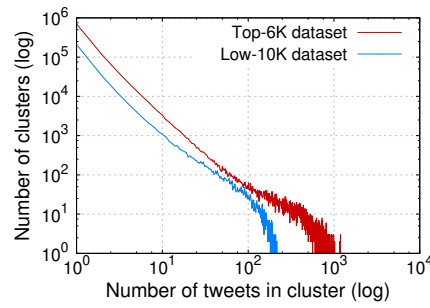 Number of clusters (log)
10^6
10^5
10^4
10^3
10^2
10^1
10^0
Top-6K dataset
Low-10K dataset
10^0 10^1 10^2 10^3 10^4
Number of tweets in cluster (log)